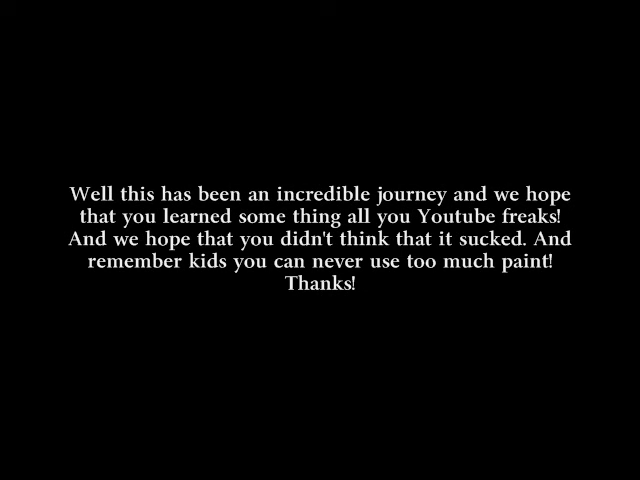 Well this has been an incredible journey and we hope
that you learned some thing all you Youtube freaks!
And we hope that you didn't think that it sucked. And
remember kids you can never use too much paint!
Thanks!